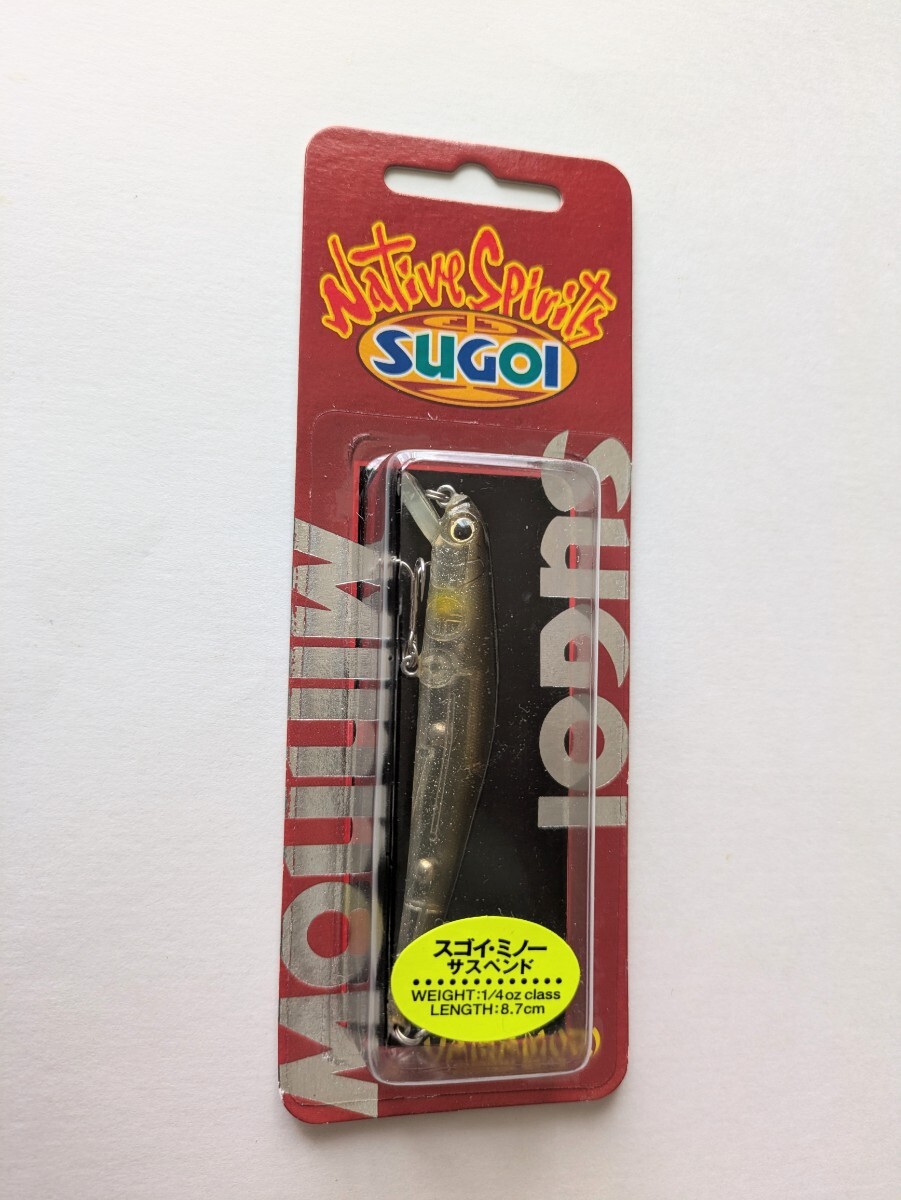 Native Spirits
SUGOI
SUGOI
MINNOW
スゴイ・ミノー
サスペンド
WEIGHT:1/4oz class
LENGTH:8.7cm